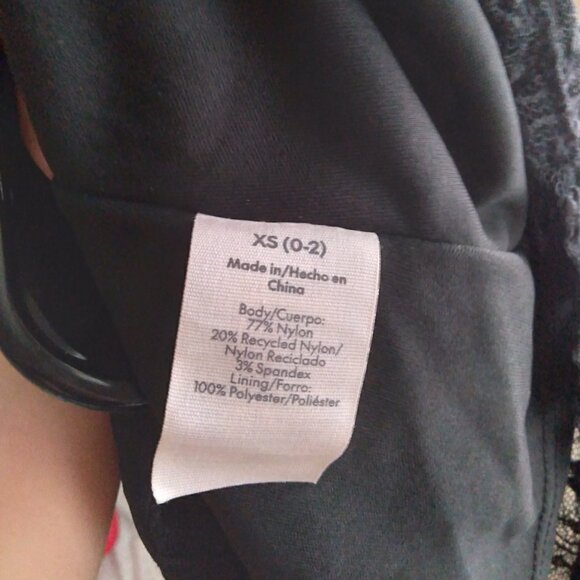 XS (0-2)
Made in/Hecho en
China
Body/Cuerpo:
77% Nylon
20% Recycled Nylon/
Nylon Reciclado
3% Spandex
Lining/Forro:
100% Polyester/Poliéster